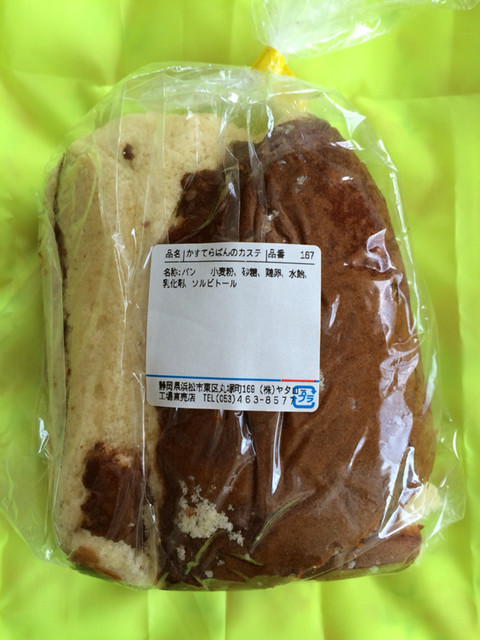 品名 かすてらぱんのカステ 品番 167
名称:パン 小麦粉、砂糖、鶏卵、水飴、
乳化剤、ソルビトール
静岡県浜松市東区丸塚町169 (株)ヤタ
工場直売店 TEL(053)463-8577
プラ